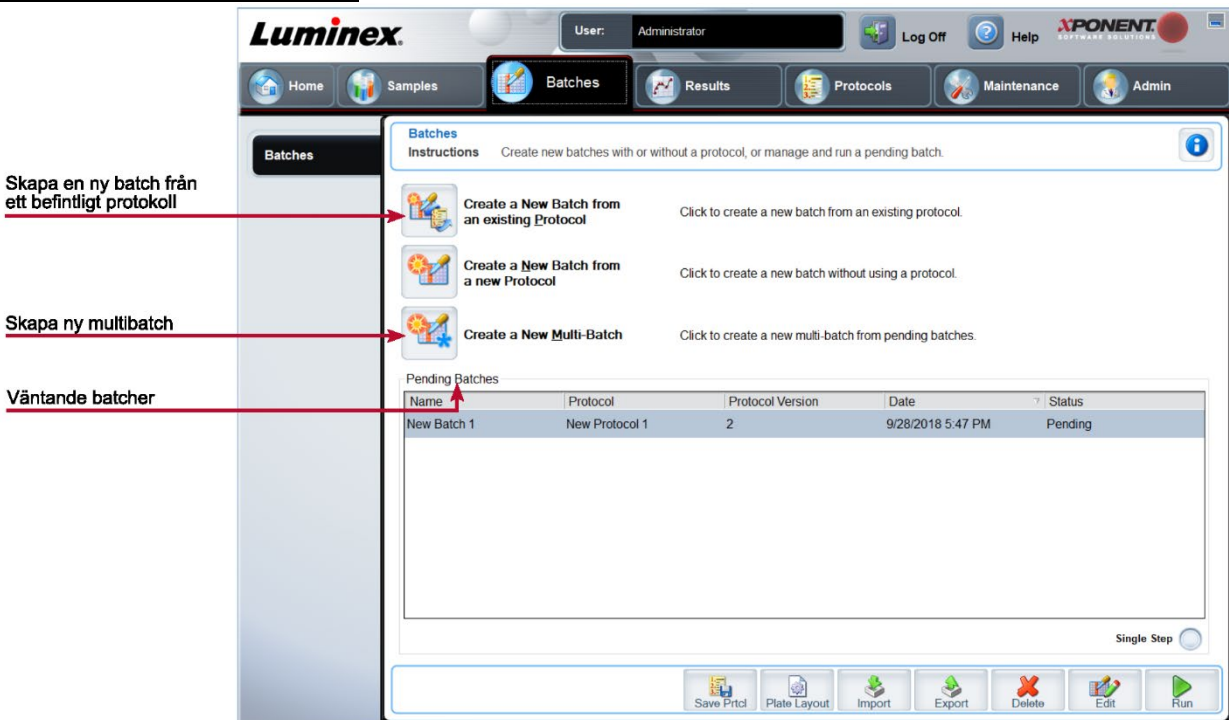 Luminex
User: Administrator
Log Off
Help
XPONENT.
SOFTWARE SOLUTIONS
Home
Samples
Batches
Results
Protocols
Maintenance
Admin
Batches
Batches
Instructions Create new batches with or without a protocol, or manage and run a pending batch.
Skapa en ny batch från
ett befintligt protokoll
Create a New Batch from
an existing Protocol
Click to create a new batch from an existing protocol.
Create a New Batch from
a new Protocol
Click to create a new batch without using a protocol.
Skapa ny multibatch
Create a New Multi-Batch
Click to create a new multi-batch from pending batches.
Väntande batcher
Pending Batches
Name Protocol Protocol Version Date Status
New Batch 1 New Protocol 1 2 9/28/2018 5:47 PM Pending
Single Step
Save Prtcl
Plate Layout
Import
Export
Delete
Edit
Run